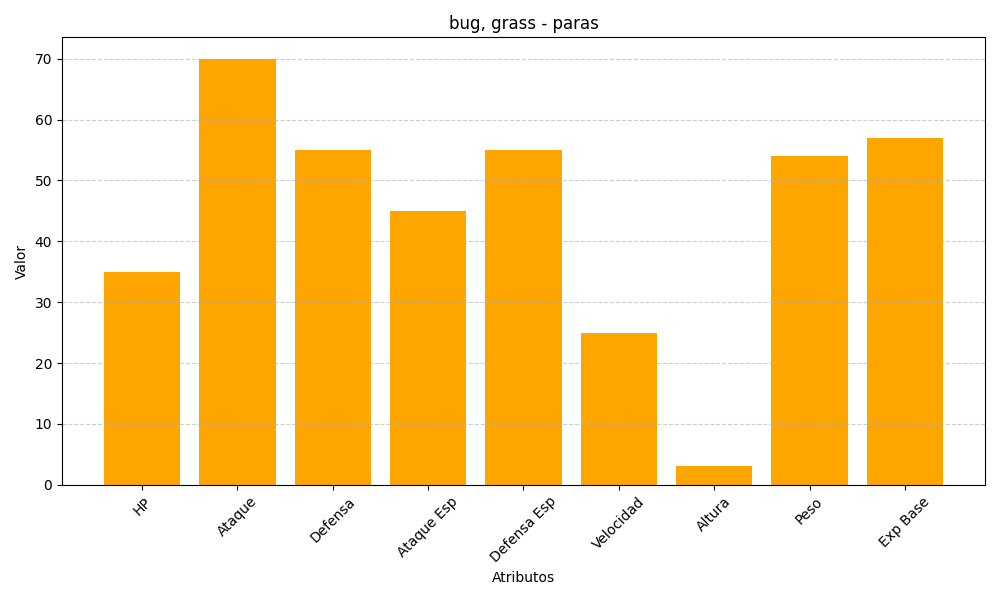 bug, grass - paras
Valor
70
60
50
40
30
20
10
0
HP
Ataque
Defensa
Ataque Esp
Defensa Esp
Velocidad
Altura
Peso
Exp Base
Atributos